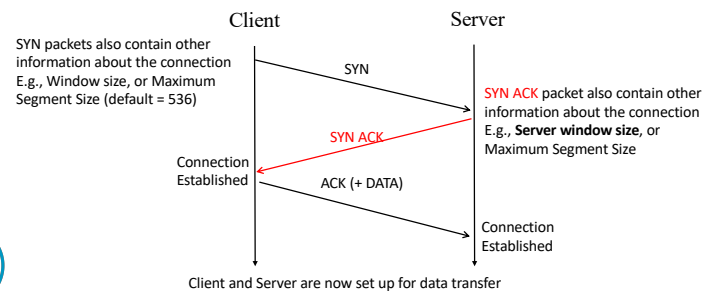 Client
Server
SYN packets also contain other
information about the connection
E.g., Window size, or Maximum
Segment Size (default = 536)
SYN
SYN ACK packet also contain other
information about the connection
E.g., Server window size, or
Maximum Segment Size
SYN ACK
Connection
Established
ACK (+ DATA)
Connection
Established
Client and Server are now set up for data transfer